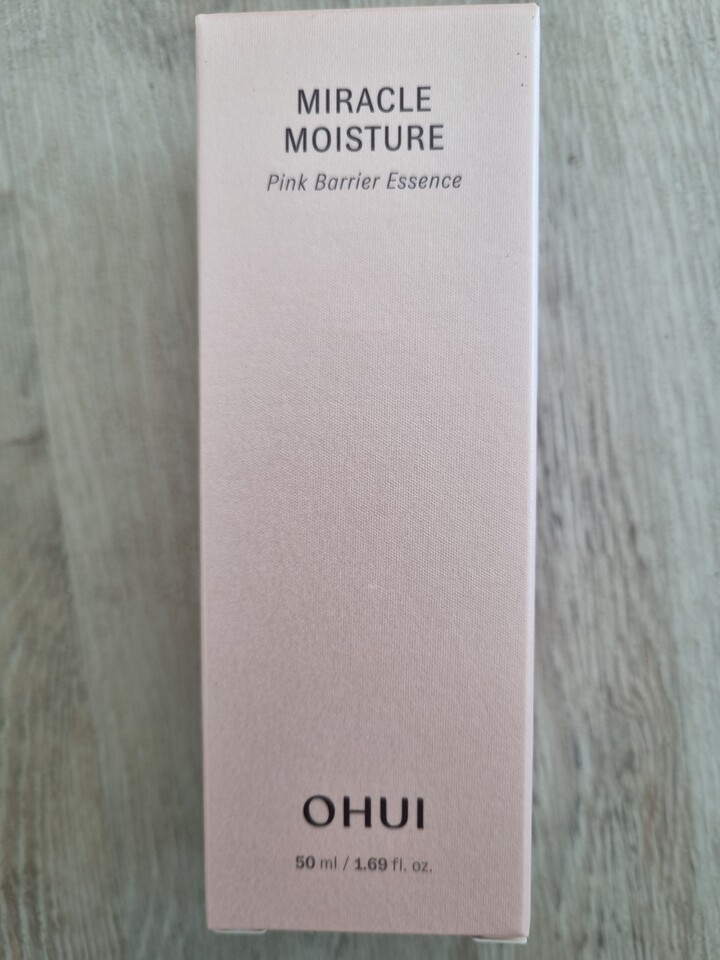 MIRACLE
MOISTURE
Pink Barrier Essence
OHUI
50 ml / 1.69 fl. oz.